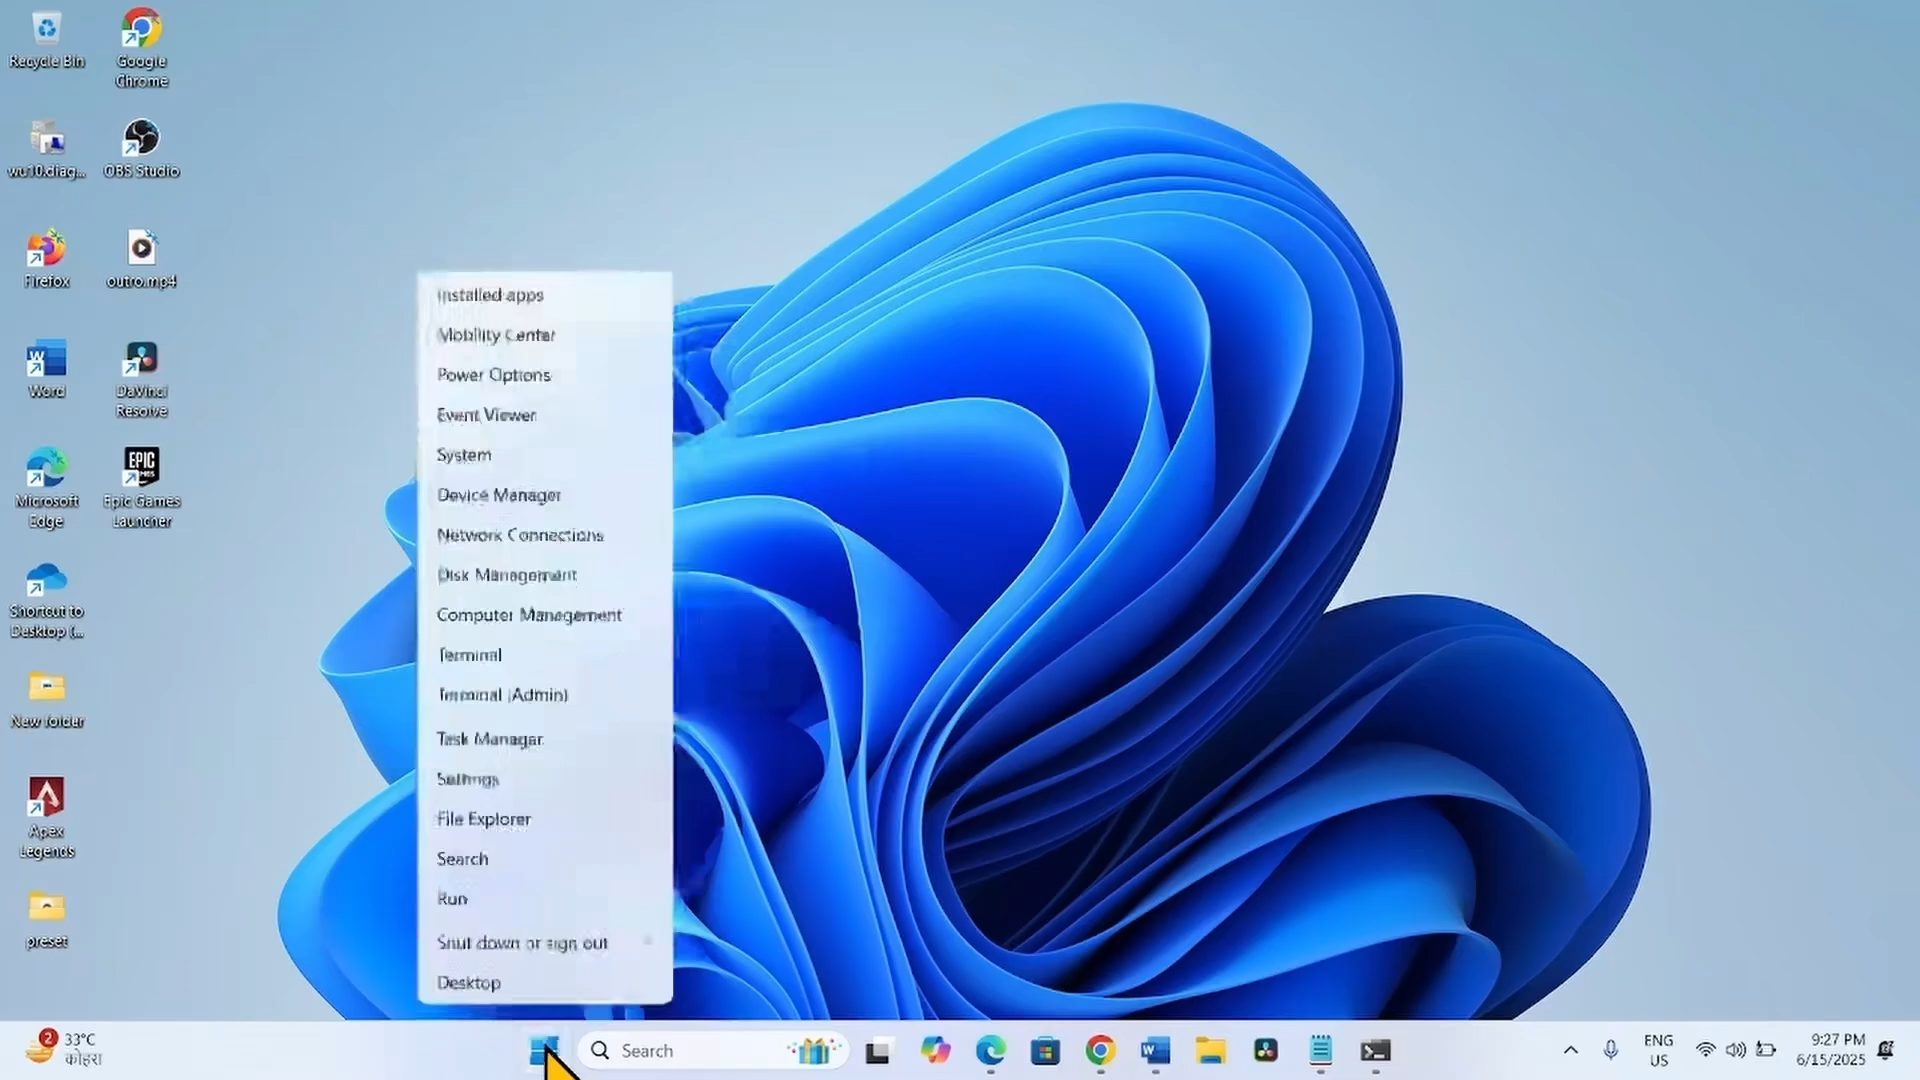 Recycle Bin
Google
Chrome
wu10.diag...
OBS Studio
Firefox
outro.mp4
Word
DaVinci
Resolve
Microsoft
Edge
EPIC
GAMES
Epic Games
Launcher
Shortcut to
Desktop (...
New folder
Apex
Legends
preset
Installed apps
Mobility Center
Power Options
Event Viewer
System
Device Manager
Network Connections
Disk Management
Computer Management
Terminal
Terminal (Admin)
Task Manager
Settings
File Explorer
Search
Run
Shut down or sign out
Desktop
2
33°C
कोहरा
Search
ENG
US
9:27 PM
6/15/2025